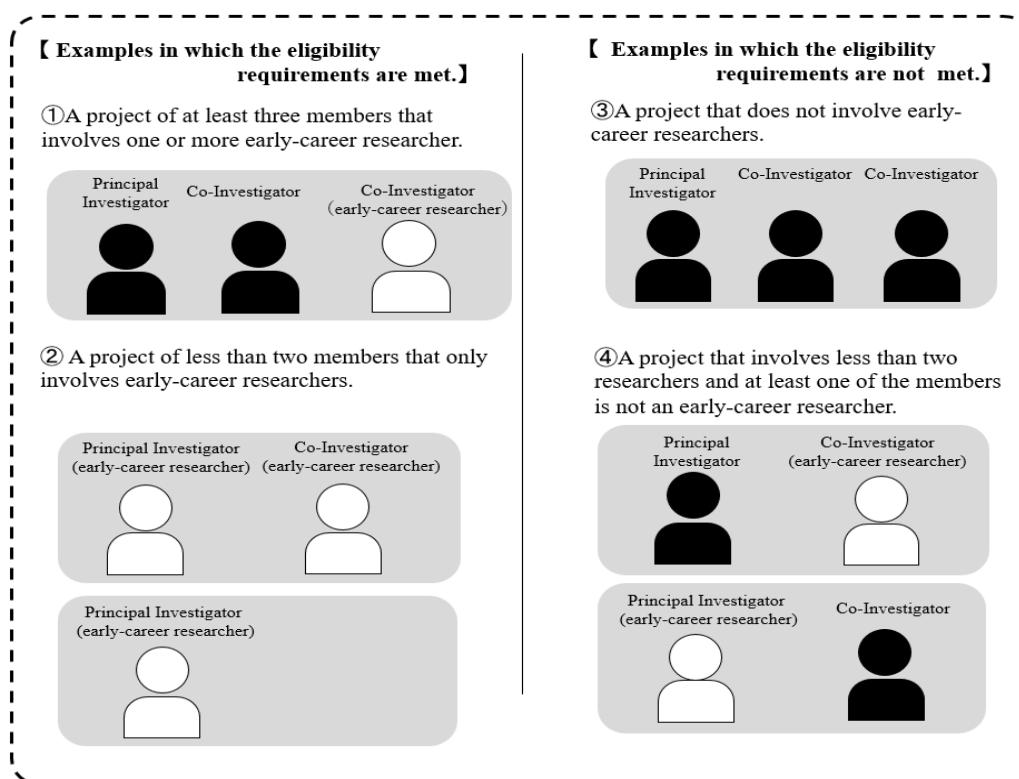 【 Examples in which the eligibility
requirements are met.】
①A project of at least three members that
involves one or more early-career researcher.
Principal
Investigator
Co-Investigator
Co-Investigator
(early-career researcher)
② A project of less than two members that only
involves early-career researchers.
Principal Investigator
(early-career researcher)
Co-Investigator
(early-career researcher)
Principal Investigator
(early-career researcher)
【 Examples in which the eligibility
requirements are not met.】
③A project that does not involve early-
career researchers.
Principal
Investigator
Co-Investigator
Co-Investigator
④A project that involves less than two
researchers and at least one of the members
is not an early-career researcher.
Principal
Investigator
Co-Investigator
(early-career researcher)
Principal Investigator
(early-career researcher)
Co-Investigator